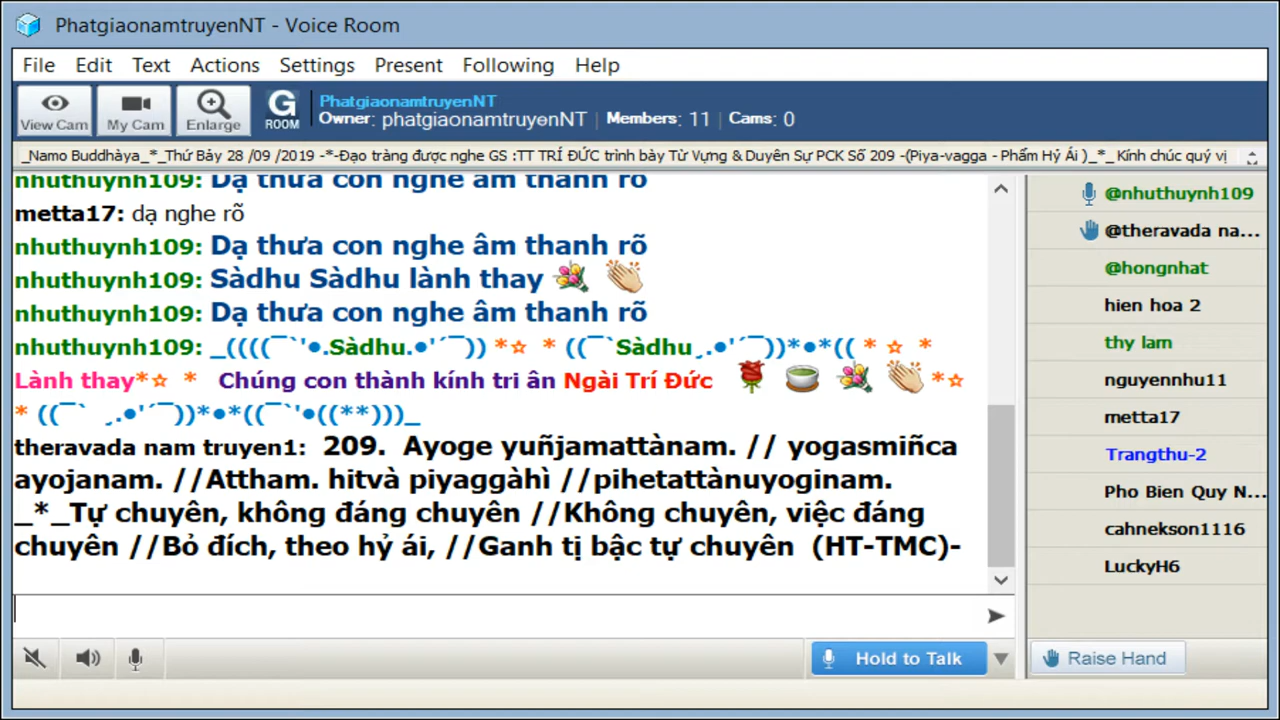 PhatgiaonamtruyenNT - Voice Room
File Edit Text Actions Settings Present Following Help
View Cam My Cam Enlarge G ROOM
PhatgiaonamtruyenNT
Owner: phatgiaonamtruyenNT | Members: 11 | Cams: 0
_Namo Buddhàya_*_Thứ Bảy 28 /09 /2019 -*-Đạo tràng được nghe GS :TT TRÍ ĐỨC trình bày Từ Vựng & Duyên Sự PCK Số 209 -(Piya-vagga - Phẩm Hỷ Ái )_*_ Kính chúc quý vị
nhuthuynh109: Dạ thưa con nghe âm thanh rõ
metta17: dạ nghe rõ
nhuthuynh109: Dạ thưa con nghe âm thanh rõ
nhuthuynh109: Sàdhu Sàdhu lành thay
nhuthuynh109: Dạ thưa con nghe âm thanh rõ
nhuthuynh109: _((((¯`'•.Sàdhu.•'´¯)) *☆ * ((¯`Sàdhu¸.•'´¯))*•*(( * ☆ *
Lành thay*☆ * Chúng con thành kính tri ân Ngài Trí Đức *☆
* ((¯` ¸.•'´¯))*•*((¯`'•((**)))_
theravada nam truyen1: 209. Ayoge yuñjamattànam. // yogasmiñca
ayojanam. //Attham. hitvà piyaggàhì //pihetattànuyoginam.
_*_Tự chuyên, không đáng chuyên //Không chuyên, việc đáng
chuyên //Bỏ đích, theo hỷ ái, //Ganh tị bậc tự chuyên (HT-TMC)-
@nhuthuynh109
@theravada na...
@hongnhat
hien hoa 2
thy lam
nguyennhu11
metta17
Trangthu-2
Pho Bien Quy N...
cahnekson1116
LuckyH6
Hold to Talk
Raise Hand